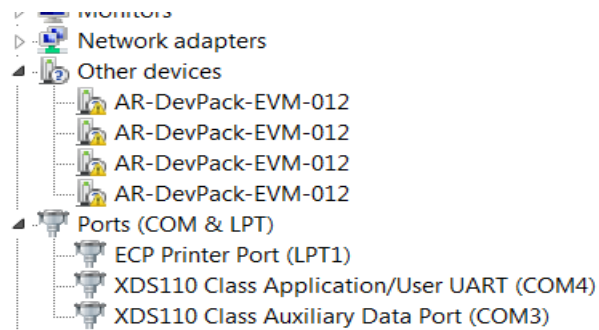 Monitors
Network adapters
Other devices
AR-DevPack-EVM-012
AR-DevPack-EVM-012
AR-DevPack-EVM-012
AR-DevPack-EVM-012
Ports (COM & LPT)
ECP Printer Port (LPT1)
XDS110 Class Application/User UART (COM4)
XDS110 Class Auxiliary Data Port (COM3)